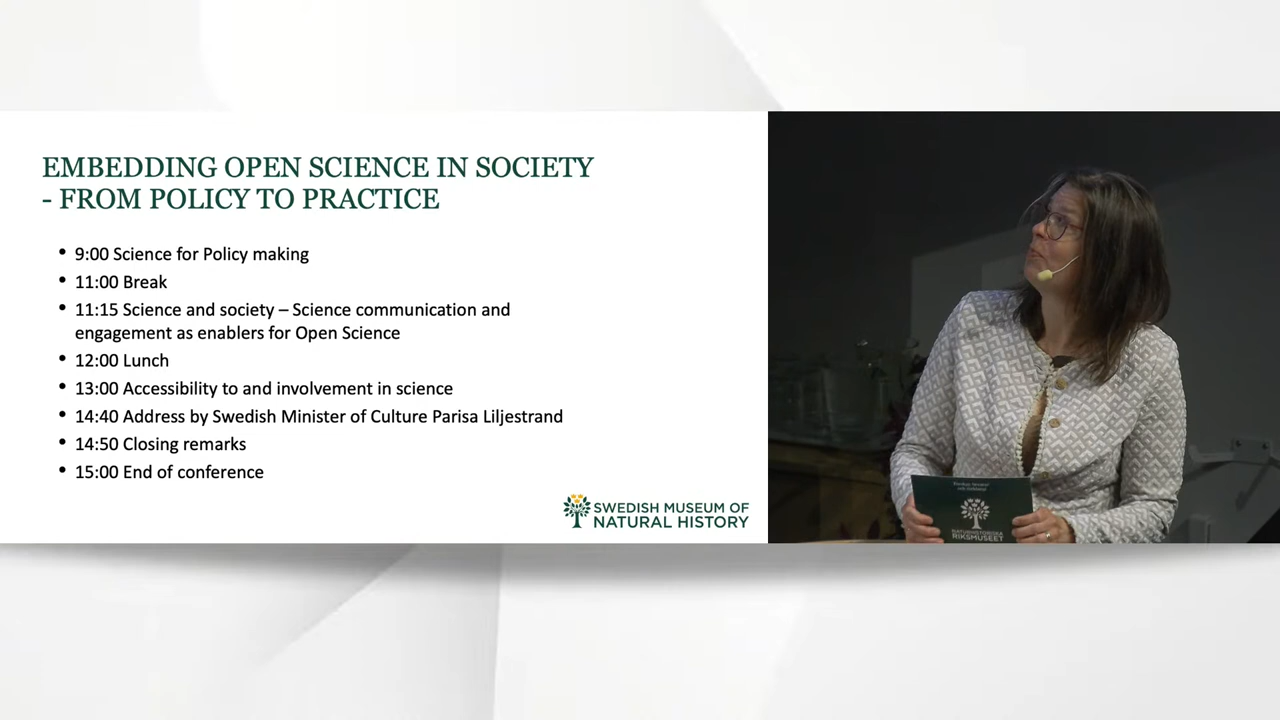 EMBEDDING OPEN SCIENCE IN SOCIETY
- FROM POLICY TO PRACTICE
• 9:00 Science for Policy making
• 11:00 Break
• 11:15 Science and society – Science communication and
engagement as enablers for Open Science
• 12:00 Lunch
• 13:00 Accessibility to and involvement in science
• 14:40 Address by Swedish Minister of Culture Parisa Liljestrand
• 14:50 Closing remarks
• 15:00 End of conference
SWEDISH MUSEUM OF
NATURAL HISTORY
NATURHISTORISKA
RIKSMUSEET